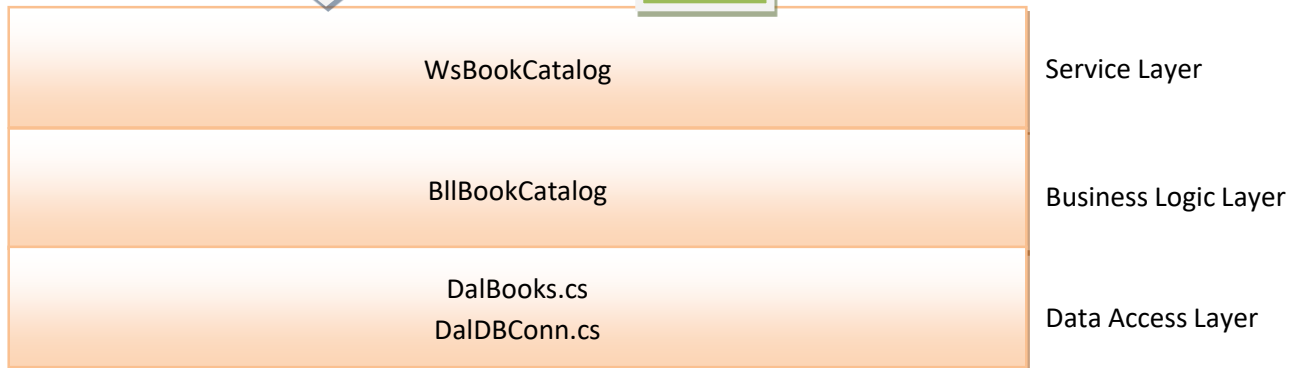 WsBookCatalog
Service Layer
BllBookCatalog
Business Logic Layer
DalBooks.cs
DalDBConn.cs
Data Access Layer